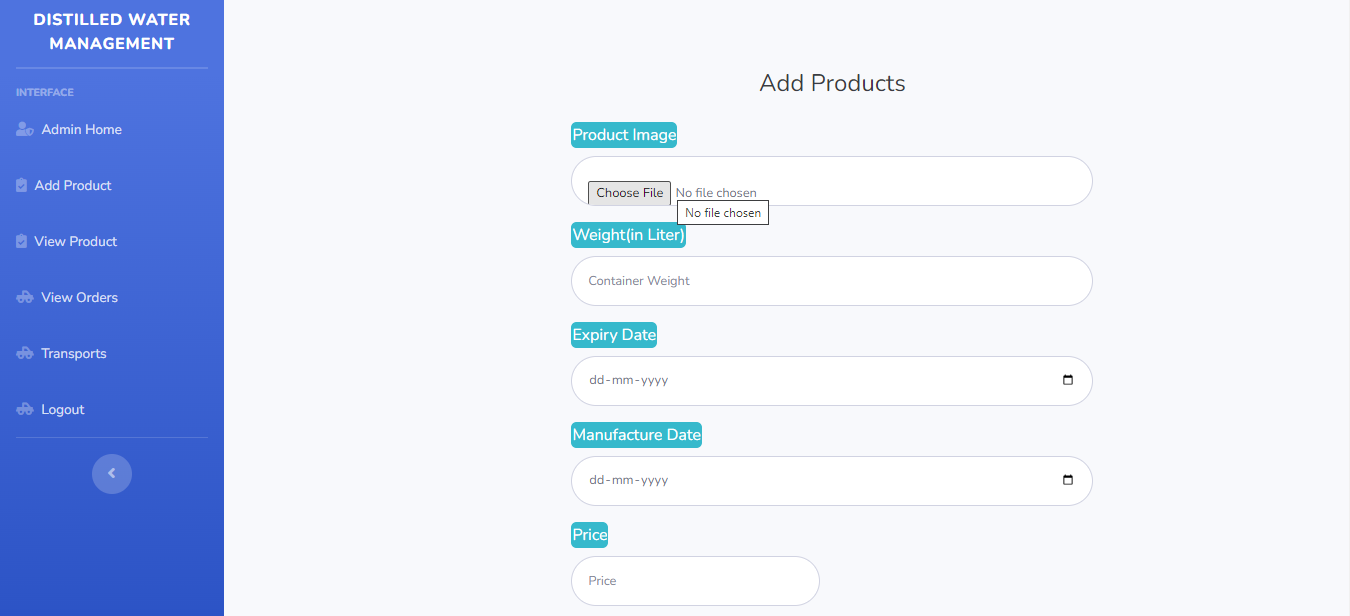 DISTILLED WATER
MANAGEMENT
INTERFACE
Admin Home
Add Product
View Product
View Orders
Transports
Logout
Add Products
Product Image
Choose File No file chosen
No file chosen
Weight(in Liter)
Container Weight
Expiry Date
dd-mm-yyyy
Manufacture Date
dd-mm-yyyy
Price
Price